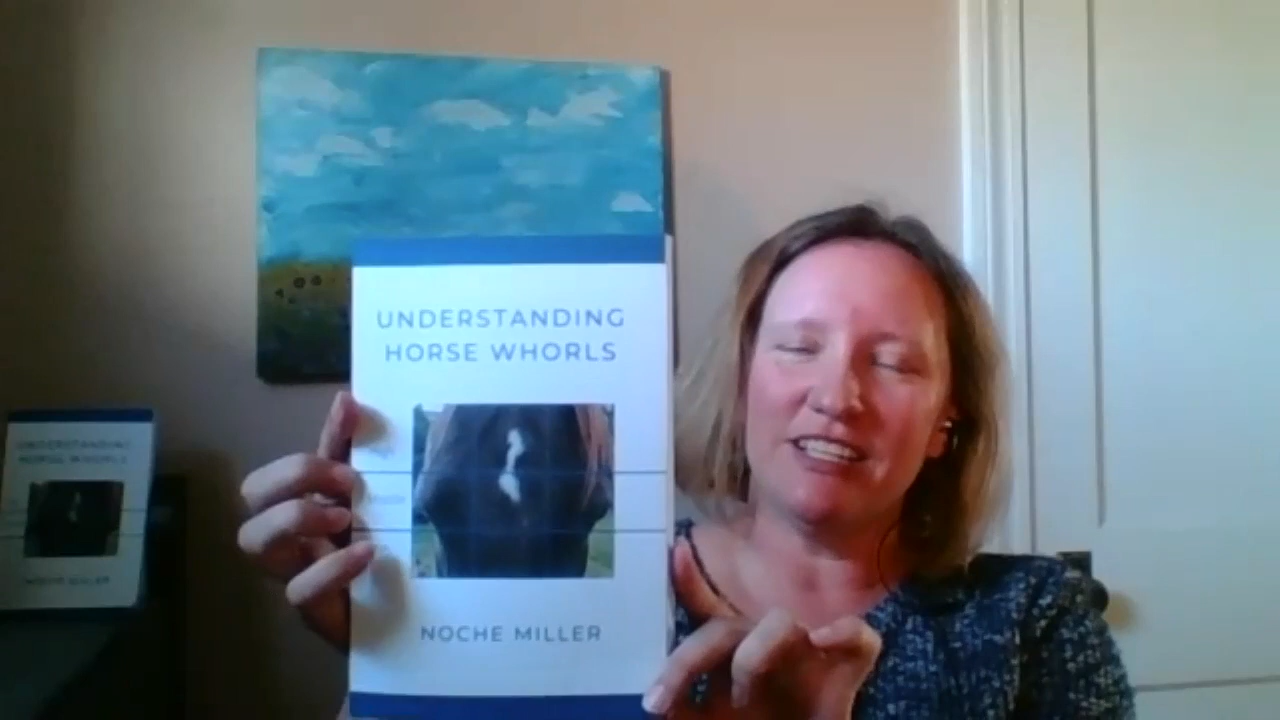 UNDERSTANDING
HORSE WHORLS
NOCHE MILLER
UNDERSTANDING
HORSE WHORLS
NOCHE MILLER